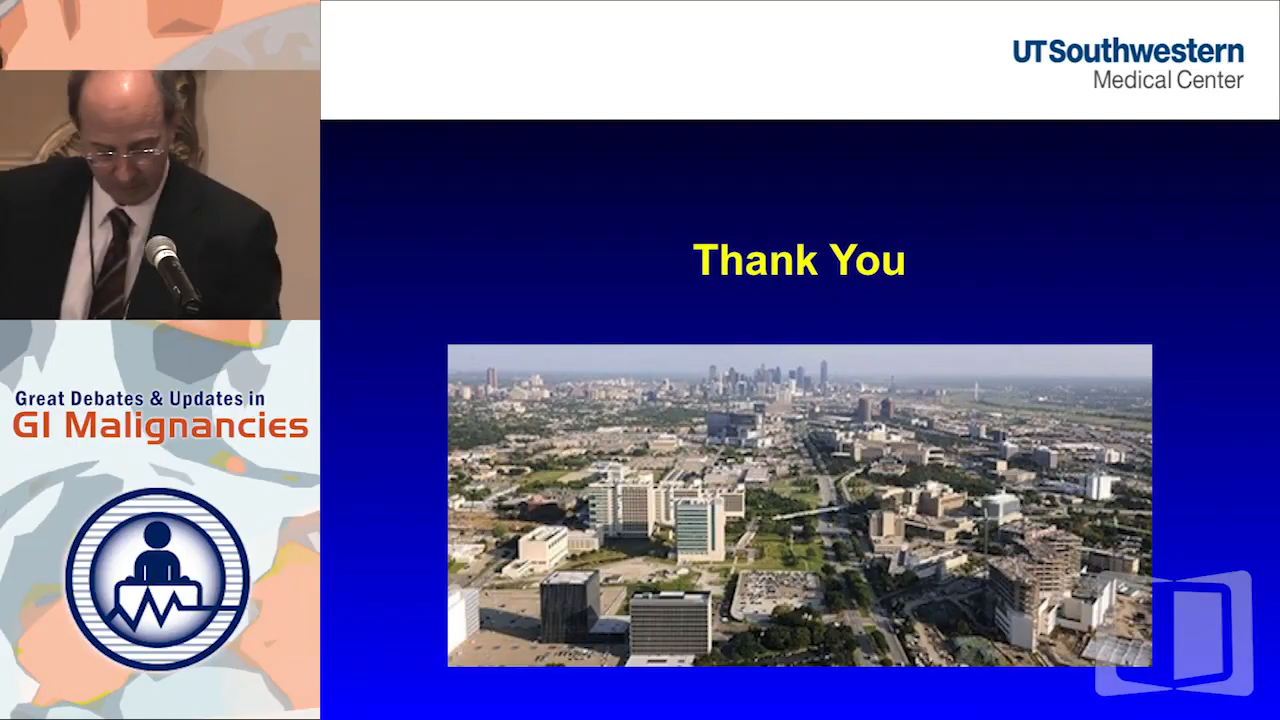 UTSouthwestern
Medical Center
Thank You
Great Debates & Updates in
GI Malignancies